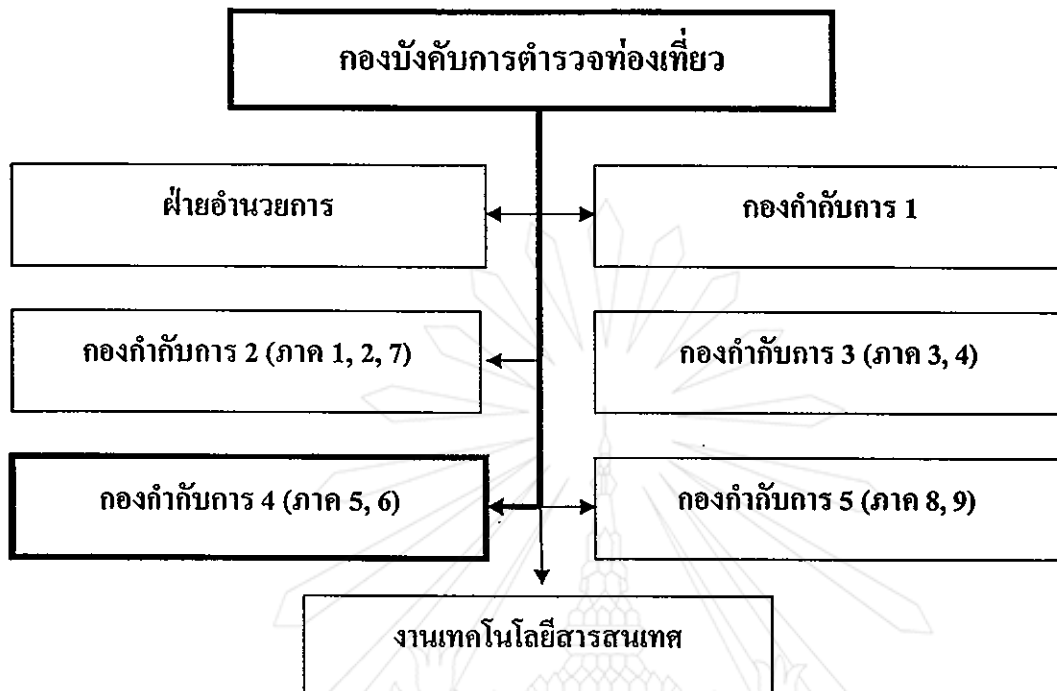 กองบังคับการตำรวจท่องเที่ยว
ฝ่ายอำนวยการ
กองกำกับการ 1
กองกำกับการ 2 (ภาค 1, 2, 7)
กองกำกับการ 3 (ภาค 3, 4)
กองกำกับการ 4 (ภาค 5, 6)
กองกำกับการ 5 (ภาค 8, 9)
งานเทคโนโลยีสารสนเทศ